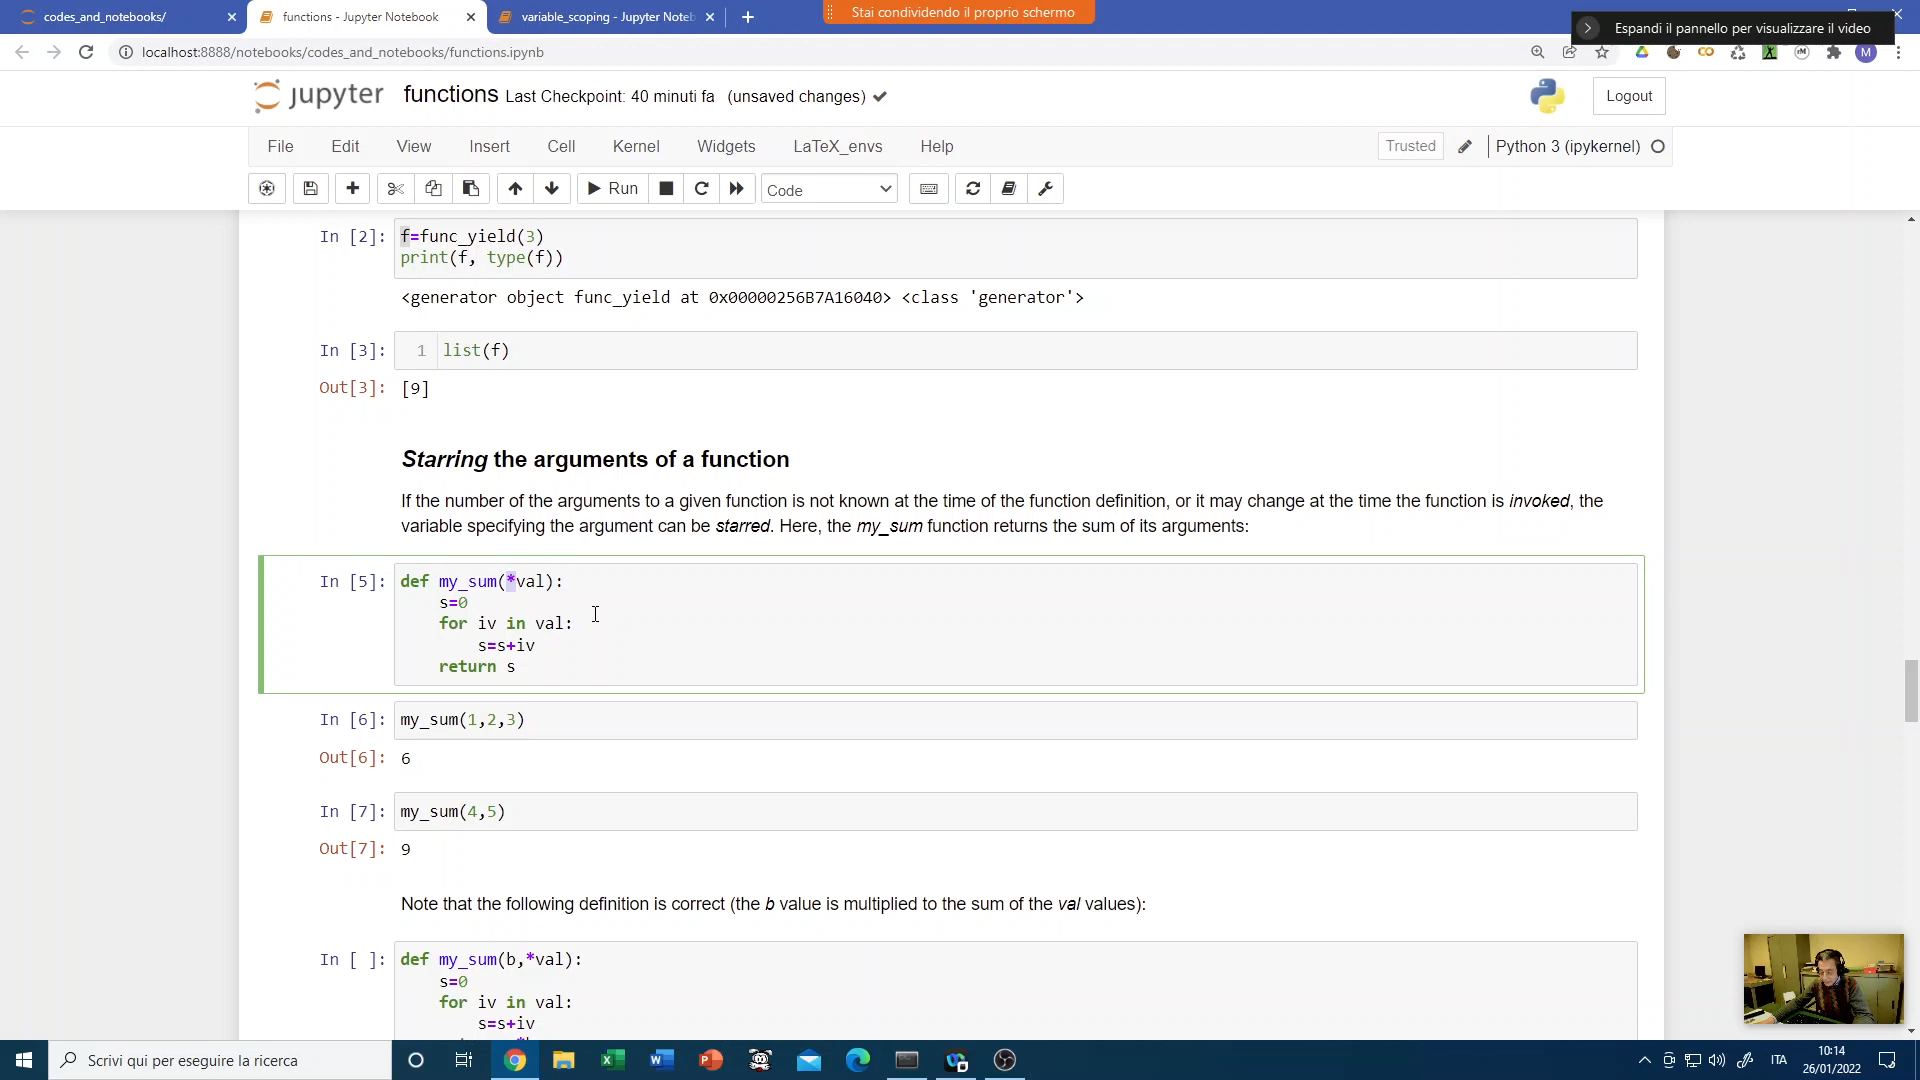 codes_and_notebooks/
functions - Jupyter Notebook
variable_scoping - Jupyter Noteb
Stai condividendo il proprio schermo
Espandi il pannello per visualizzare il video
localhost:8888/notebooks/codes_and_notebooks/functions.ipynb
M
jupyter functions Last Checkpoint: 40 minuti fa (unsaved changes)
Logout
File Edit View Insert Cell Kernel Widgets LaTeX_envs Help
Trusted
Python 3 (ipykernel)
Run
Code
In [2]: f=func_yield(3)
print(f, type(f))
<generator object func_yield at 0x00000256B7A16040> <class 'generator'>
In [3]: 1 list(f)
Out[3]: [9]
Starring the arguments of a function
If the number of the arguments to a given function is not known at the time of the function definition, or it may change at the time the function is invoked, the
variable specifying the argument can be starred. Here, the my_sum function returns the sum of its arguments:
In [5]: def my_sum(*val):
s=0
for iv in val:
s=s+iv
return s
In [6]: my_sum(1,2,3)
Out[6]: 6
In [7]: my_sum(4,5)
Out[7]: 9
Note that the following definition is correct (the b value is multiplied to the sum of the val values):
In [ ]: def my_sum(b,*val):
s=0
for iv in val:
s=s+iv
Scrivi qui per eseguire la ricerca
ITA
10:14
26/01/2022